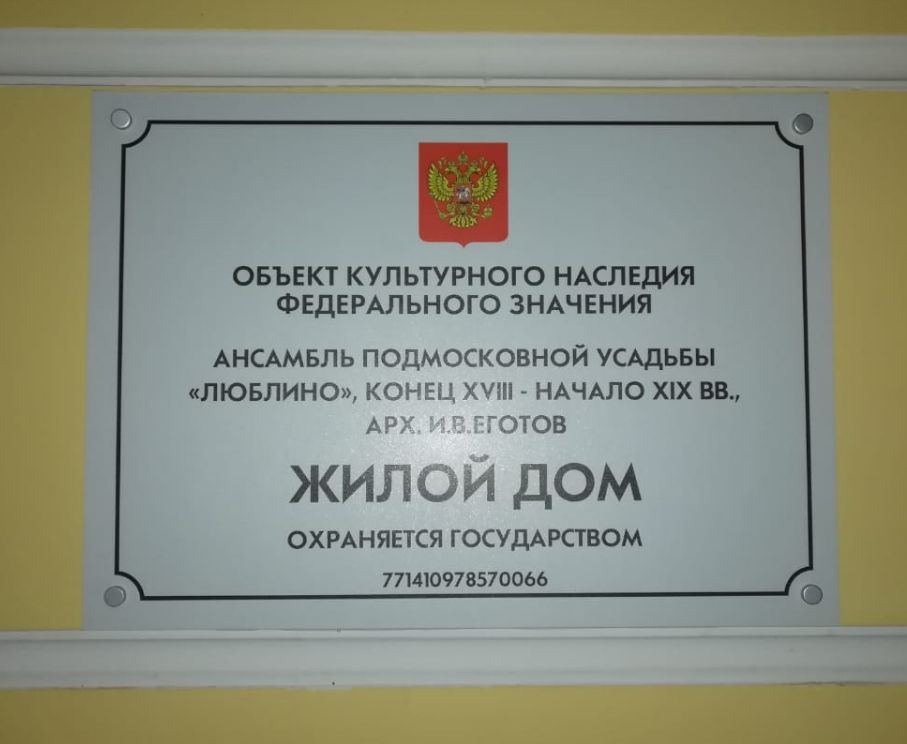 ОБЪЕКТ КУЛЬТУРНОГО НАСЛЕДИЯ
ФЕДЕРАЛЬНОГО ЗНАЧЕНИЯ
АНСАМБЛЬ ПОДМОСКОВНОЙ УСАДЬБЫ
«ЛЮБЛИНО», КОНЕЦ XVIII - НАЧАЛО XIX ВВ.,
АРХ. И.В.ЕГОТОВ
ЖИЛОЙ ДОМ
ОХРАНЯЕТСЯ ГОСУДАРСТВОМ
771410978570066